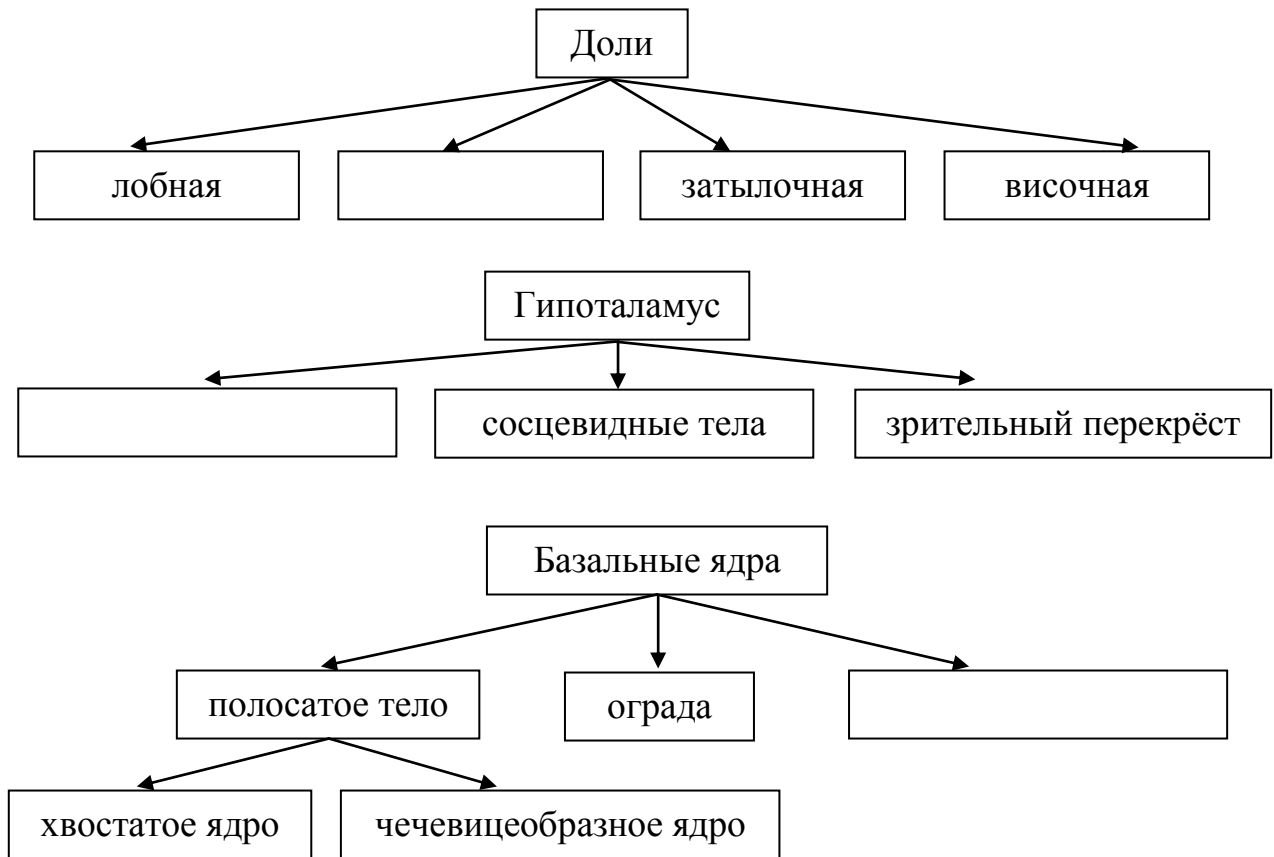 Доли
лобная
затылочная
височная
Гипоталамус
сосцевидные тела
зрительный перекрёст
Базальные ядра
полосатое тело
ограда
хвостатое ядро
чечевицеобразное ядро